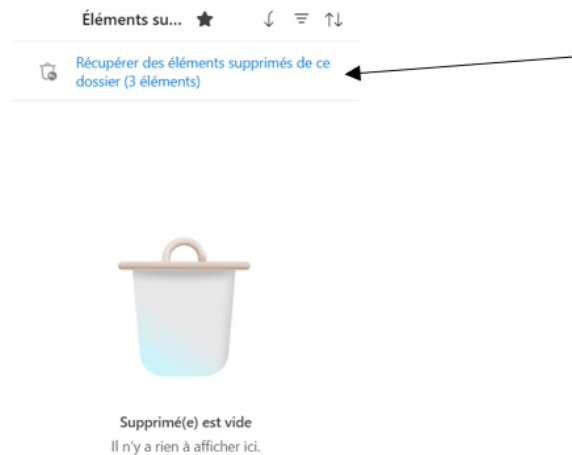 Éléments su...
Récupérer des éléments supprimés de ce
dossier (3 éléments)
Supprimé(e) est vide
Il n'y a rien à afficher ici.